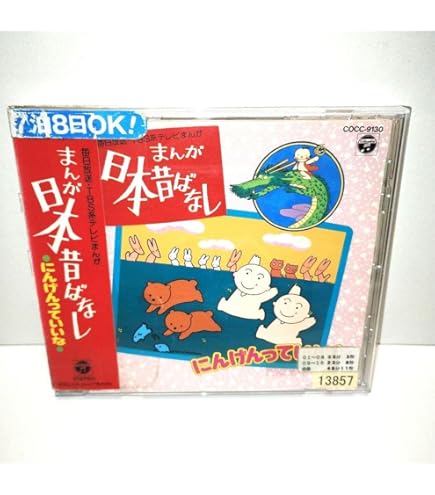 7泊8日OK!
毎日放送・TBS系テレビまんが
まんが
日本昔ばなし
●にんげんっていいな●
毎日放送・TBS系テレビまんが
まんが
日本昔ばなし
COCC-9130
にんげんってい
13857